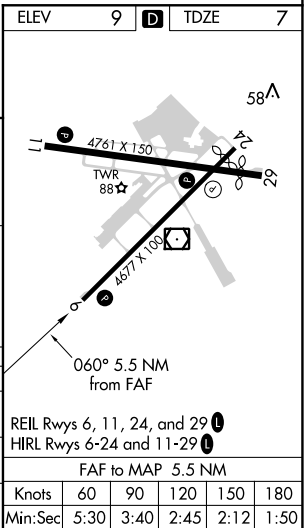 ELEV 9 D TDZE 7
58
P
24
11
4761 X 150
TWR
88
P
P
29
4677 X 100
6
P
060° 5.5 NM
from FAF
REIL Rwys 6, 11, 24, and 29 L
HIRL Rwys 6-24 and 11-29 L
FAF to MAP 5.5 NM
Knots 60 90 120 150 180
Min:Sec 5:30 3:40 2:45 2:12 1:50